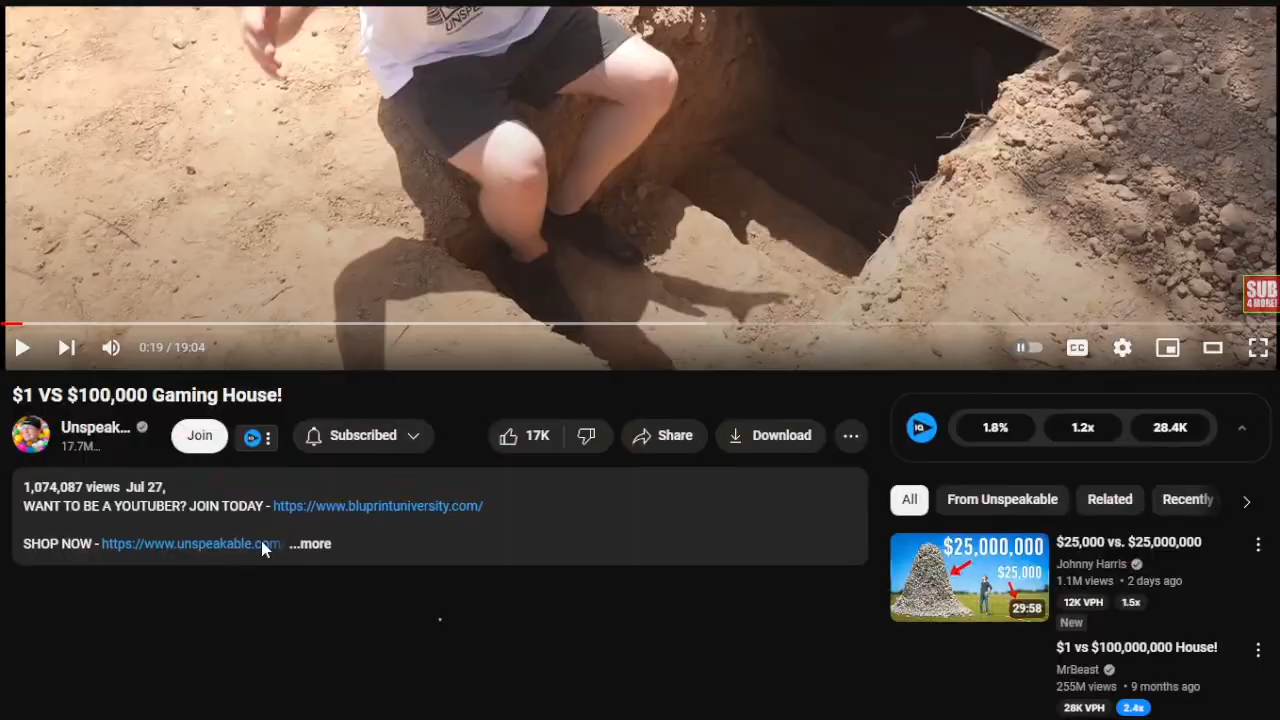 UNSPE
SUB
4 MORE!
0:19 / 19:04
CC
$1 VS $100,000 Gaming House!
Unspeak...
17.7M...
Join
IQ
Subscribed
17K
Share
Download
...
1,074,087 views Jul 27,
WANT TO BE A YOUTUBER? JOIN TODAY - https://www.bluprintuniversity.com/
SHOP NOW - https://www.unspeakable.com/ ...more
IQ
1.8%
1.2x
28.4K
All
From Unspeakable
Related
Recently
$25,000,000
$25,000
29:58
$25,000 vs. $25,000,000
Johnny Harris
1.1M views • 2 days ago
12K VPH
1.5x
New
$1 vs $100,000,000 House!
MrBeast
255M views • 9 months ago
28K VPH
2.4x